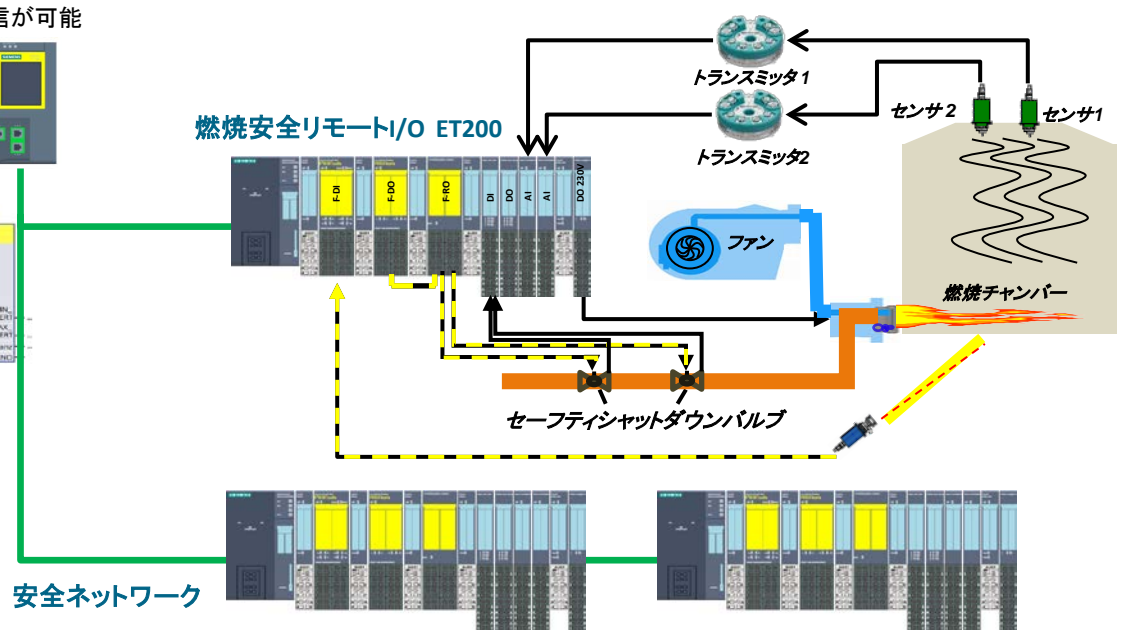 信が可能
SIEMENS
トランスミッタ1
センサ2
センサ1
燃焼安全リモートI/O ET200
トランスミッタ2
F-DI
F-DO
F-RO
DI
DO
AI
AI
DO 230V
ファン
燃焼チャンバー
セーフティシャットダウンバルブ
安全ネットワーク